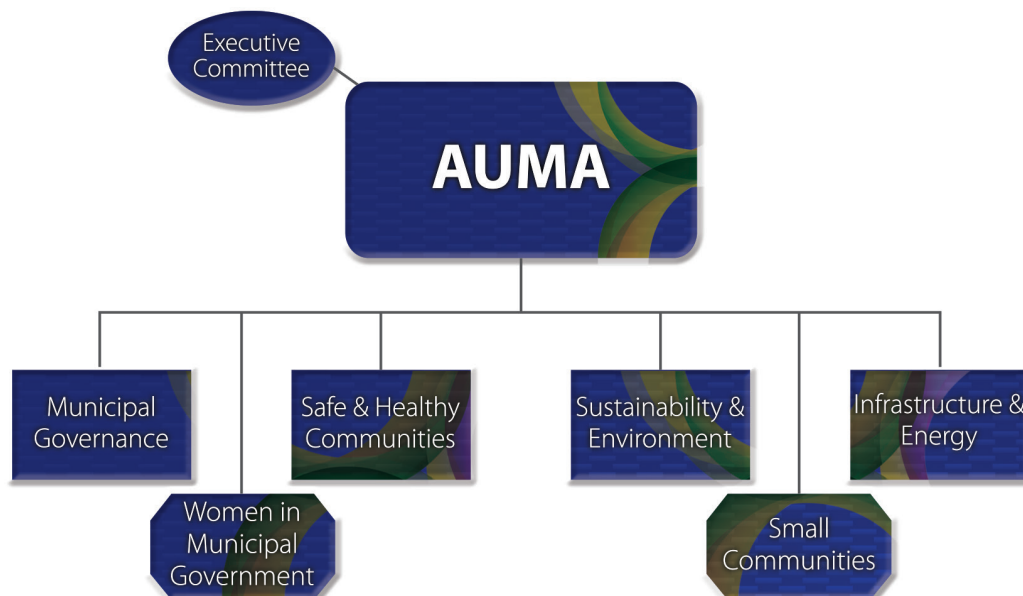 Executive
Committee
AUMA
Municipal
Governance
Safe & Healthy
Communities
Sustainability &
Environment
Infrastructure &
Energy
Women in
Municipal
Government
Small
Communities